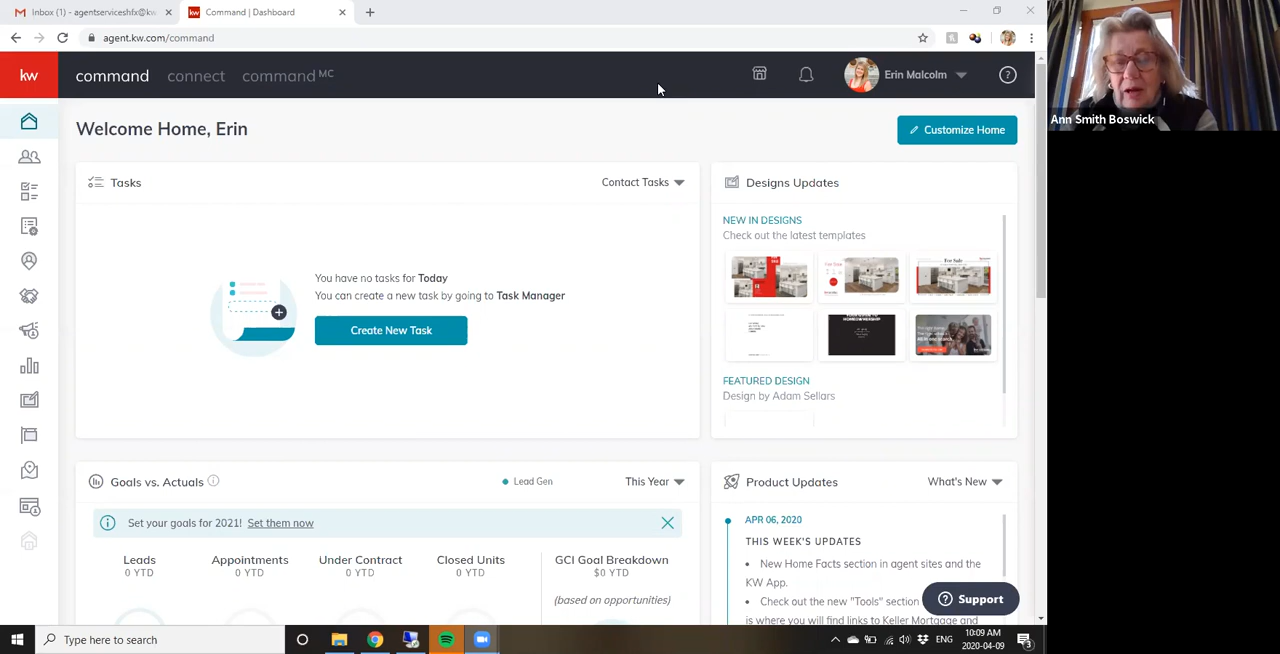 Inbox (1) - agentserviceshfx@kw
Command | Dashboard
agent.kw.com/command
kw
command
connect
command MC
Erin Malcolm
Welcome Home, Erin
Customize Home
Tasks
Contact Tasks
You have no tasks for Today
You can create a new task by going to Task Manager
Create New Task
Designs Updates
NEW IN DESIGNS
Check out the latest templates
For Sale
For Sale
FEATURED DESIGN
Design by Adam Sellars
Goals vs. Actuals
Lead Gen
This Year
Set your goals for 2021! Set them now
Leads
0 YTD
Appointments
0 YTD
Under Contract
0 YTD
Closed Units
0 YTD
GCI Goal Breakdown
$0 YTD
(based on opportunities)
Product Updates
What's New
APR 06, 2020
THIS WEEK'S UPDATES
New Home Facts section in agent sites and the
KW App.
Check out the new "Tools" section
is where you will find links to Keller Mortgage and
Support
Ann Smith Boswick
Type here to search
ENG
10:09 AM
2020-04-09
3